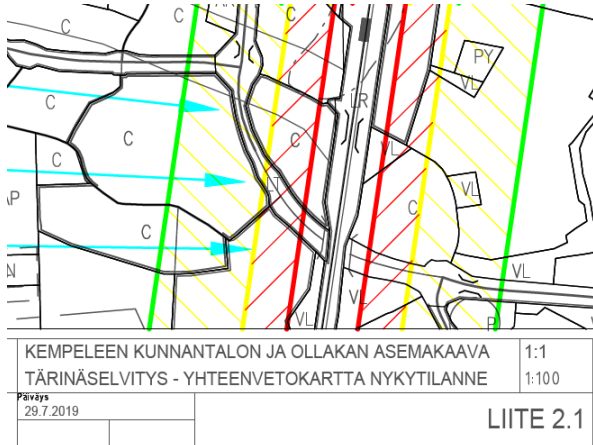 C
C
C
PY
VL
C
LR
C
C
VL
C
LT
VL
AP
C
C
N
VL
VL
P
KEMPELEEN KUNNANTALON JA OLLAKAN ASEMAKAAVA
1:1
TÄRINÄSELVITYS - YHTEENVETOKARTTA NYKYTILANNE
1:100
Päiväys
29.7.2019
LIITE 2.1